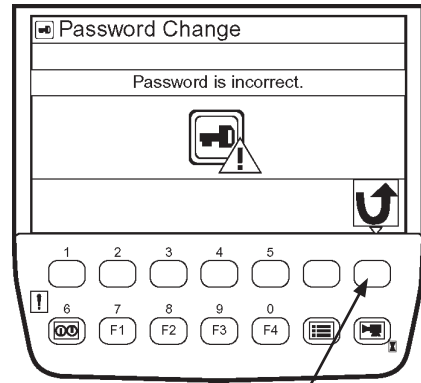 Password Change
Password is incorrect.
!
1 2 3 4 5
!
6 7 8 9 0
F1 F2 F3 F4